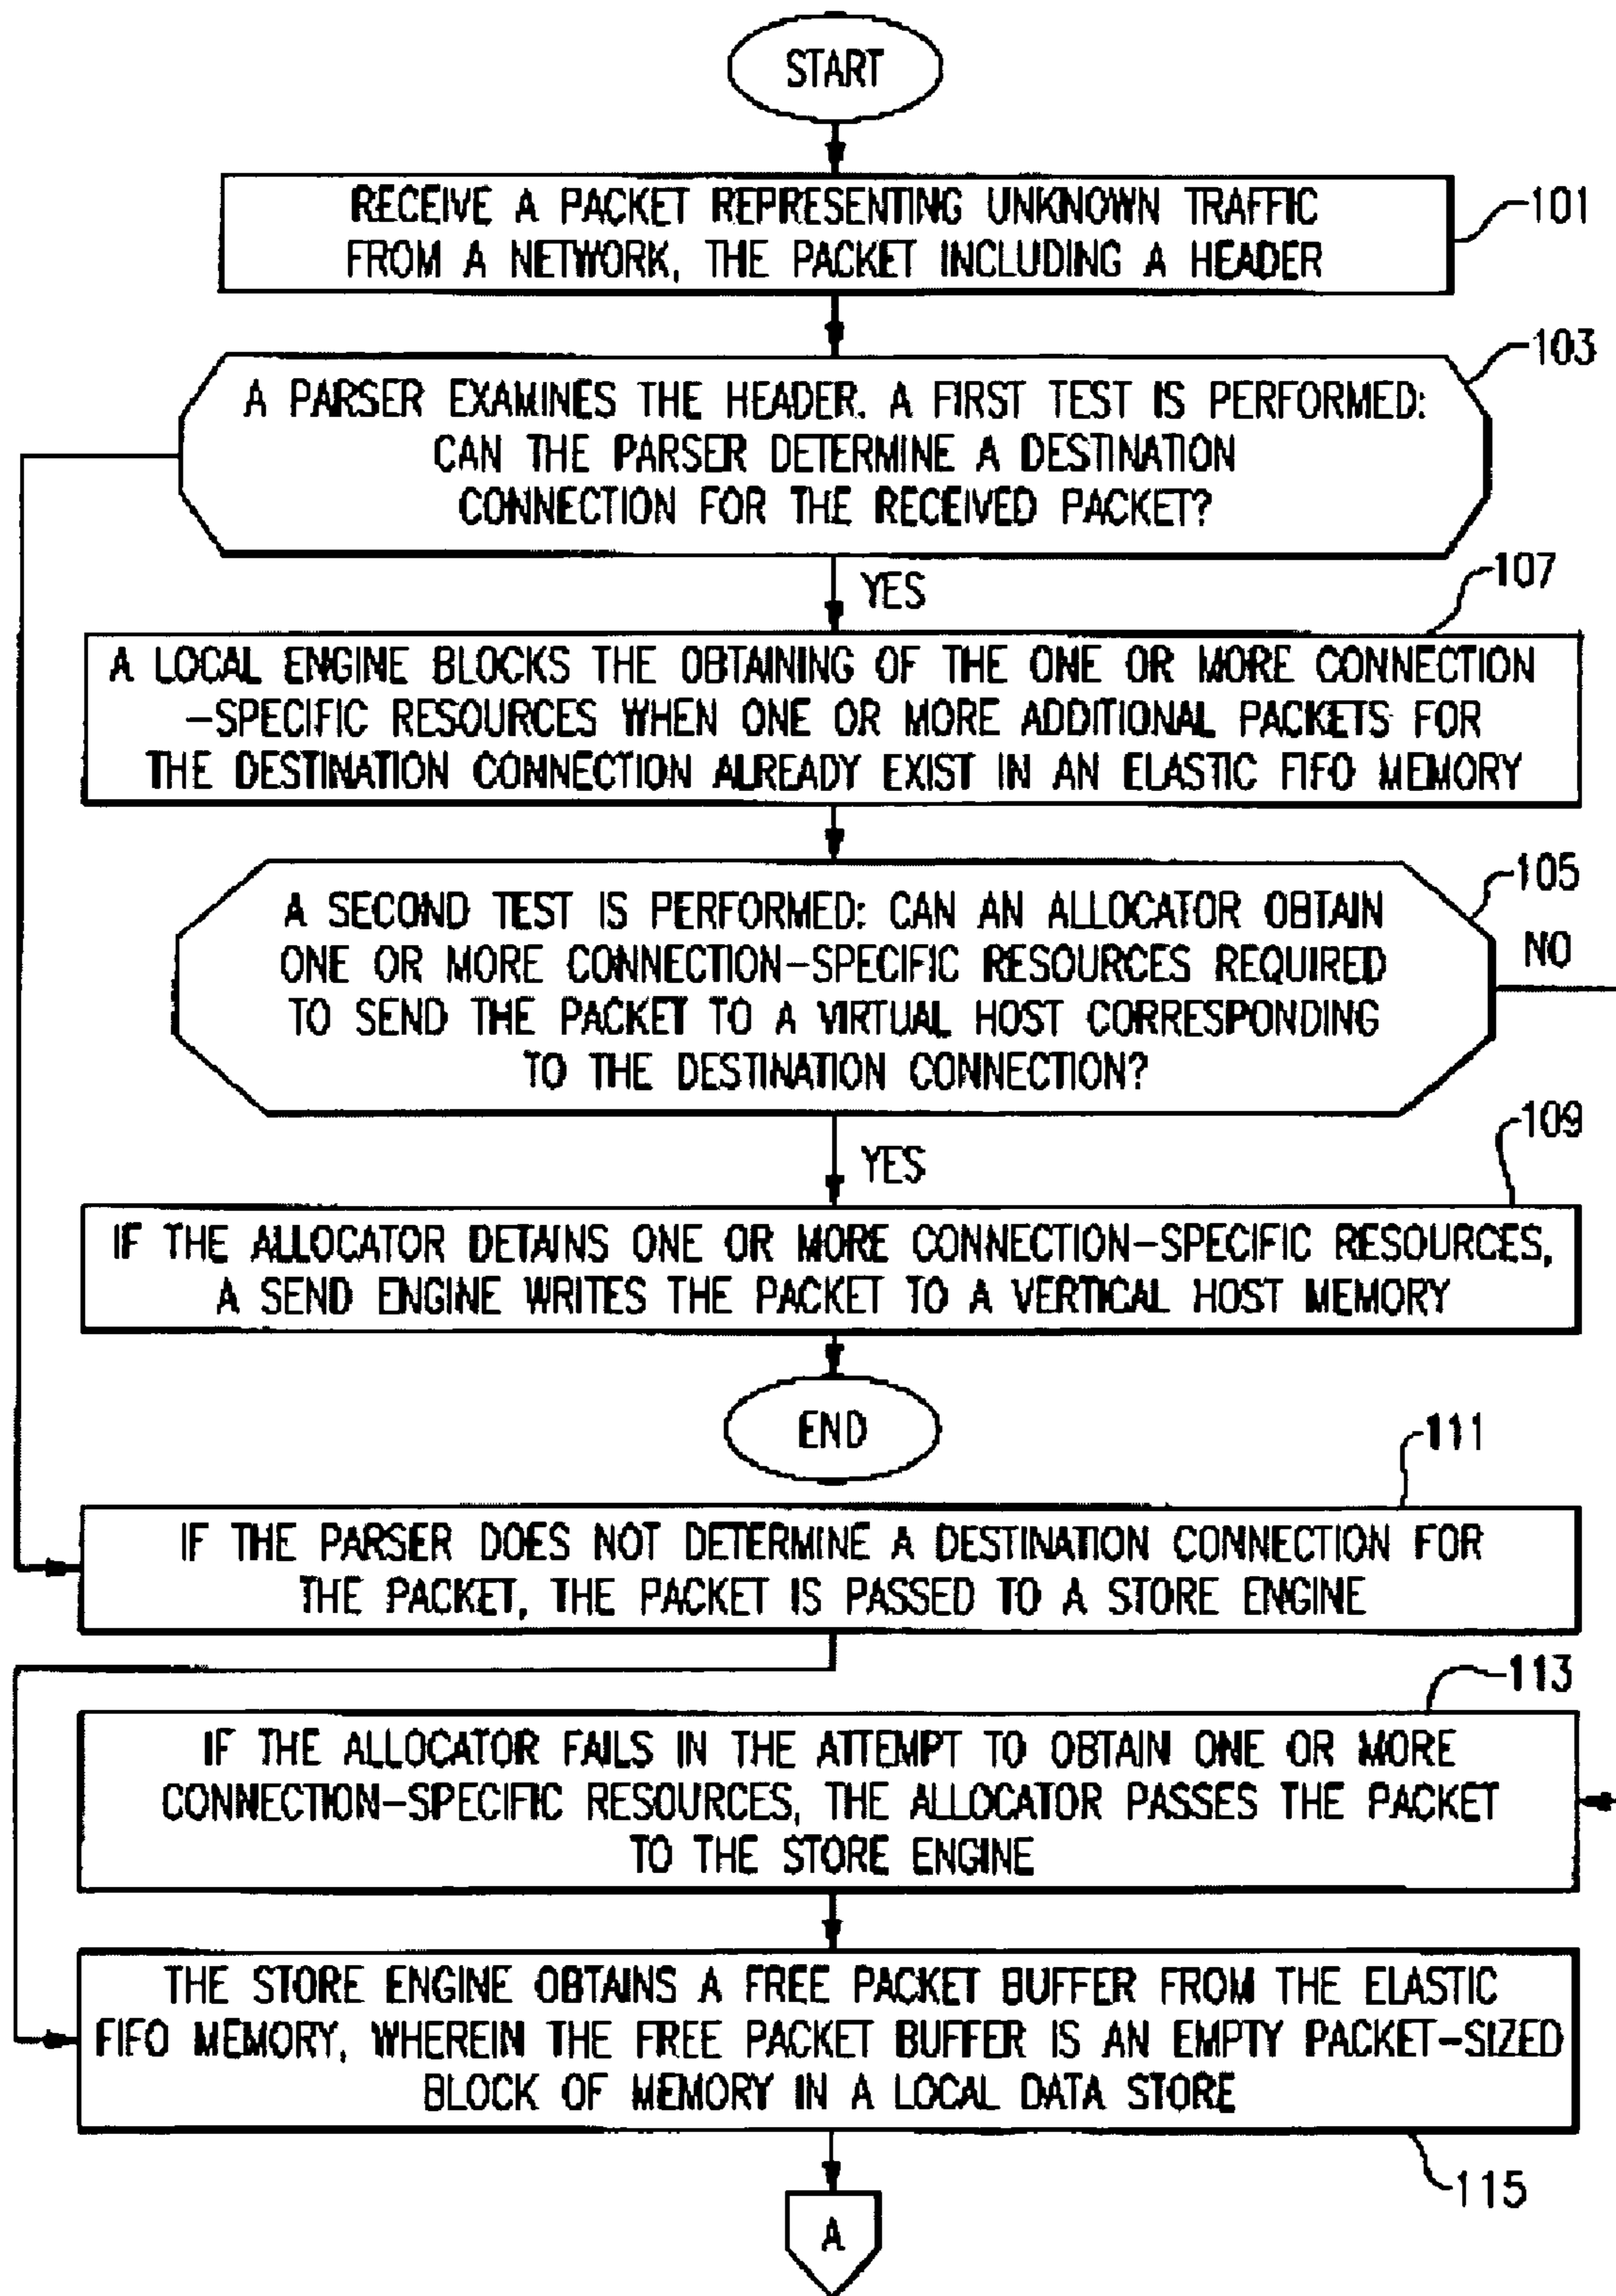 START
RECEIVE A PACKET REPRESENTING UNKNOWN TRAFFIC
FROM A NETWORK, THE PACKET INCLUDING A HEADER
101
A PARSER EXAMINES THE HEADER. A FIRST TEST IS PERFORMED:
CAN THE PARSER DETERMINE A DESTINATION
CONNECTION FOR THE RECEIVED PACKET?
103
YES
107
A LOCAL ENGINE BLOCKS THE OBTAINING OF THE ONE OR MORE CONNECTION
-SPECIFIC RESOURCES WHEN ONE OR MORE ADDITIONAL PACKETS FOR
THE DESTINATION CONNECTION ALREADY EXIST IN AN ELASTIC FIFO MEMORY
105
A SECOND TEST IS PERFORMED: CAN AN ALLOCATOR OBTAIN
ONE OR MORE CONNECTION-SPECIFIC RESOURCES REQUIRED
TO SEND THE PACKET TO A VIRTUAL HOST CORRESPONDING
TO THE DESTINATION CONNECTION?
NO
YES
109
IF THE ALLOCATOR DETAINS ONE OR MORE CONNECTION-SPECIFIC RESOURCES,
A SEND ENGINE WRITES THE PACKET TO A VERTICAL HOST MEMORY
END
111
IF THE PARSER DOES NOT DETERMINE A DESTINATION CONNECTION FOR
THE PACKET, THE PACKET IS PASSED TO A STORE ENGINE
113
IF THE ALLOCATOR FAILS IN THE ATTEMPT TO OBTAIN ONE OR MORE
CONNECTION-SPECIFIC RESOURCES, THE ALLOCATOR PASSES THE PACKET
TO THE STORE ENGINE
THE STORE ENGINE OBTAINS A FREE PACKET BUFFER FROM THE ELASTIC
FIFO MEMORY, WHEREIN THE FREE PACKET BUFFER IS AN EMPTY PACKET-SIZED
BLOCK OF MEMORY IN A LOCAL DATA STORE
115
A